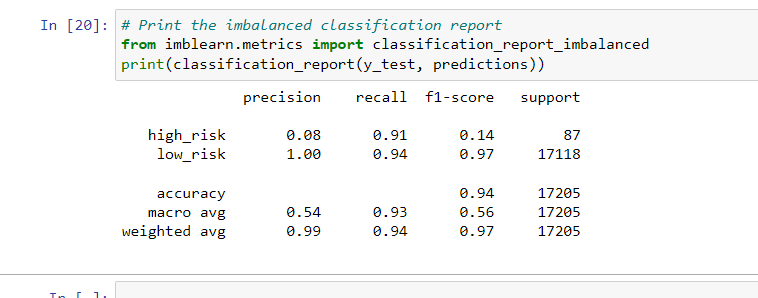 In [20]: # Print the imbalanced classification report
from imblearn.metrics import classification_report_imbalanced
print(classification_report(y_test, predictions))
precision recall f1-score support
high_risk 0.08 0.91 0.14 87
low_risk 1.00 0.94 0.97 17118
accuracy 0.94 17205
macro avg 0.54 0.93 0.56 17205
weighted avg 0.99 0.94 0.97 17205
In [ ]: